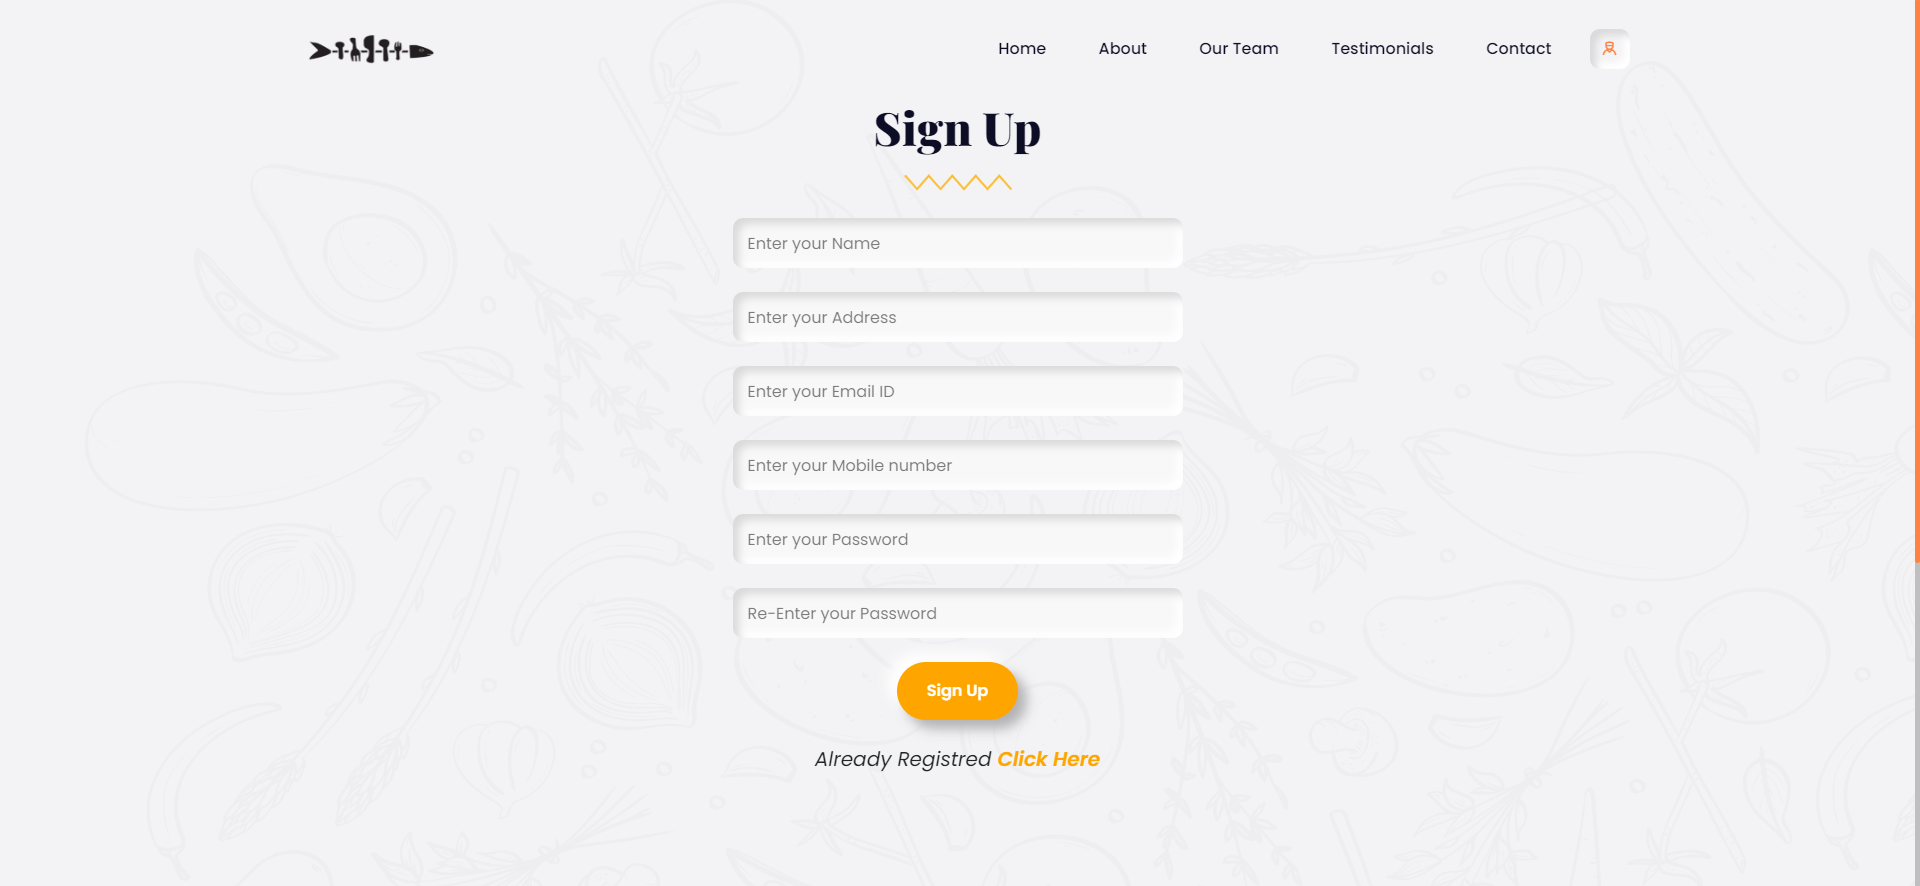 Home About Our Team Testimonials Contact
Sign Up
Enter your Name
Enter your Address
Enter your Email ID
Enter your Mobile number
Enter your Password
Re-Enter your Password
Sign Up
Already Registred Click Here